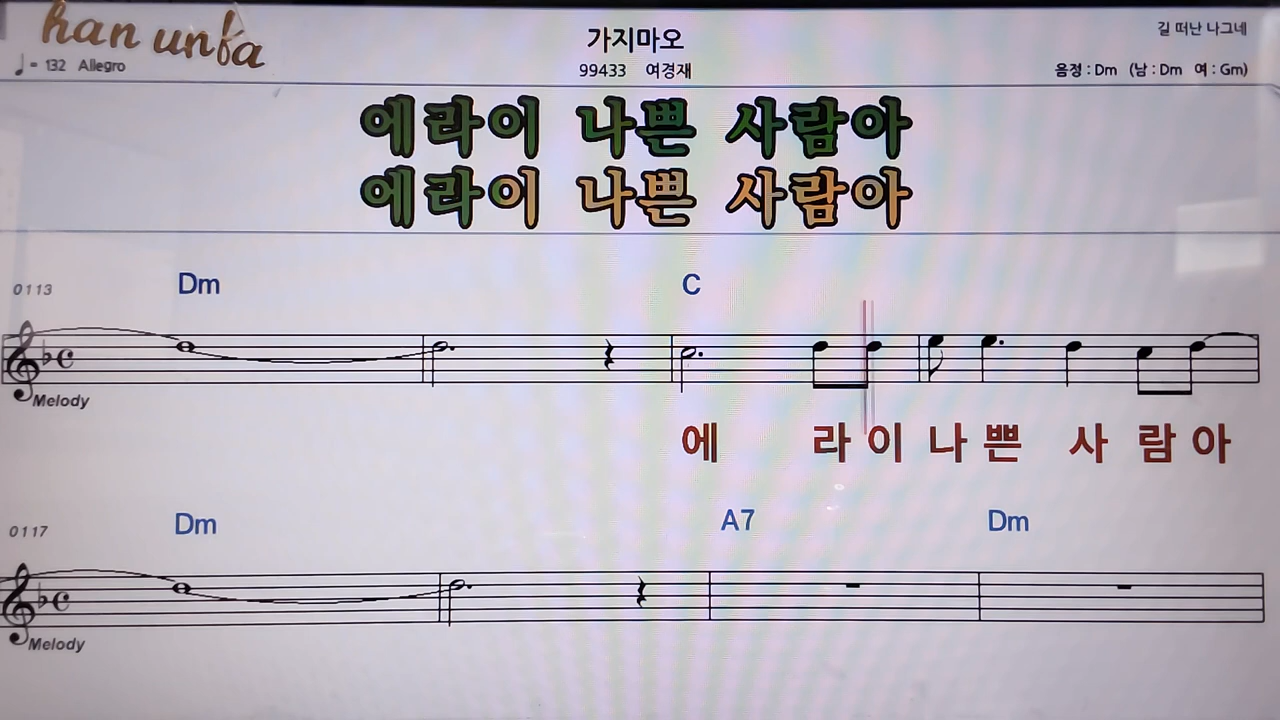 han unba
가지마오
길 떠난 나그네
♩= 132 Allegro
99433 여경재
음정 : Dm (남 : Dm 여 : Gm)
에라이 나쁜 사람아
에라이 나쁜 사람아
0113 Dm C
Melody
에 라 이 나 쁜 사 람 아
0117 Dm A7 Dm
Melody